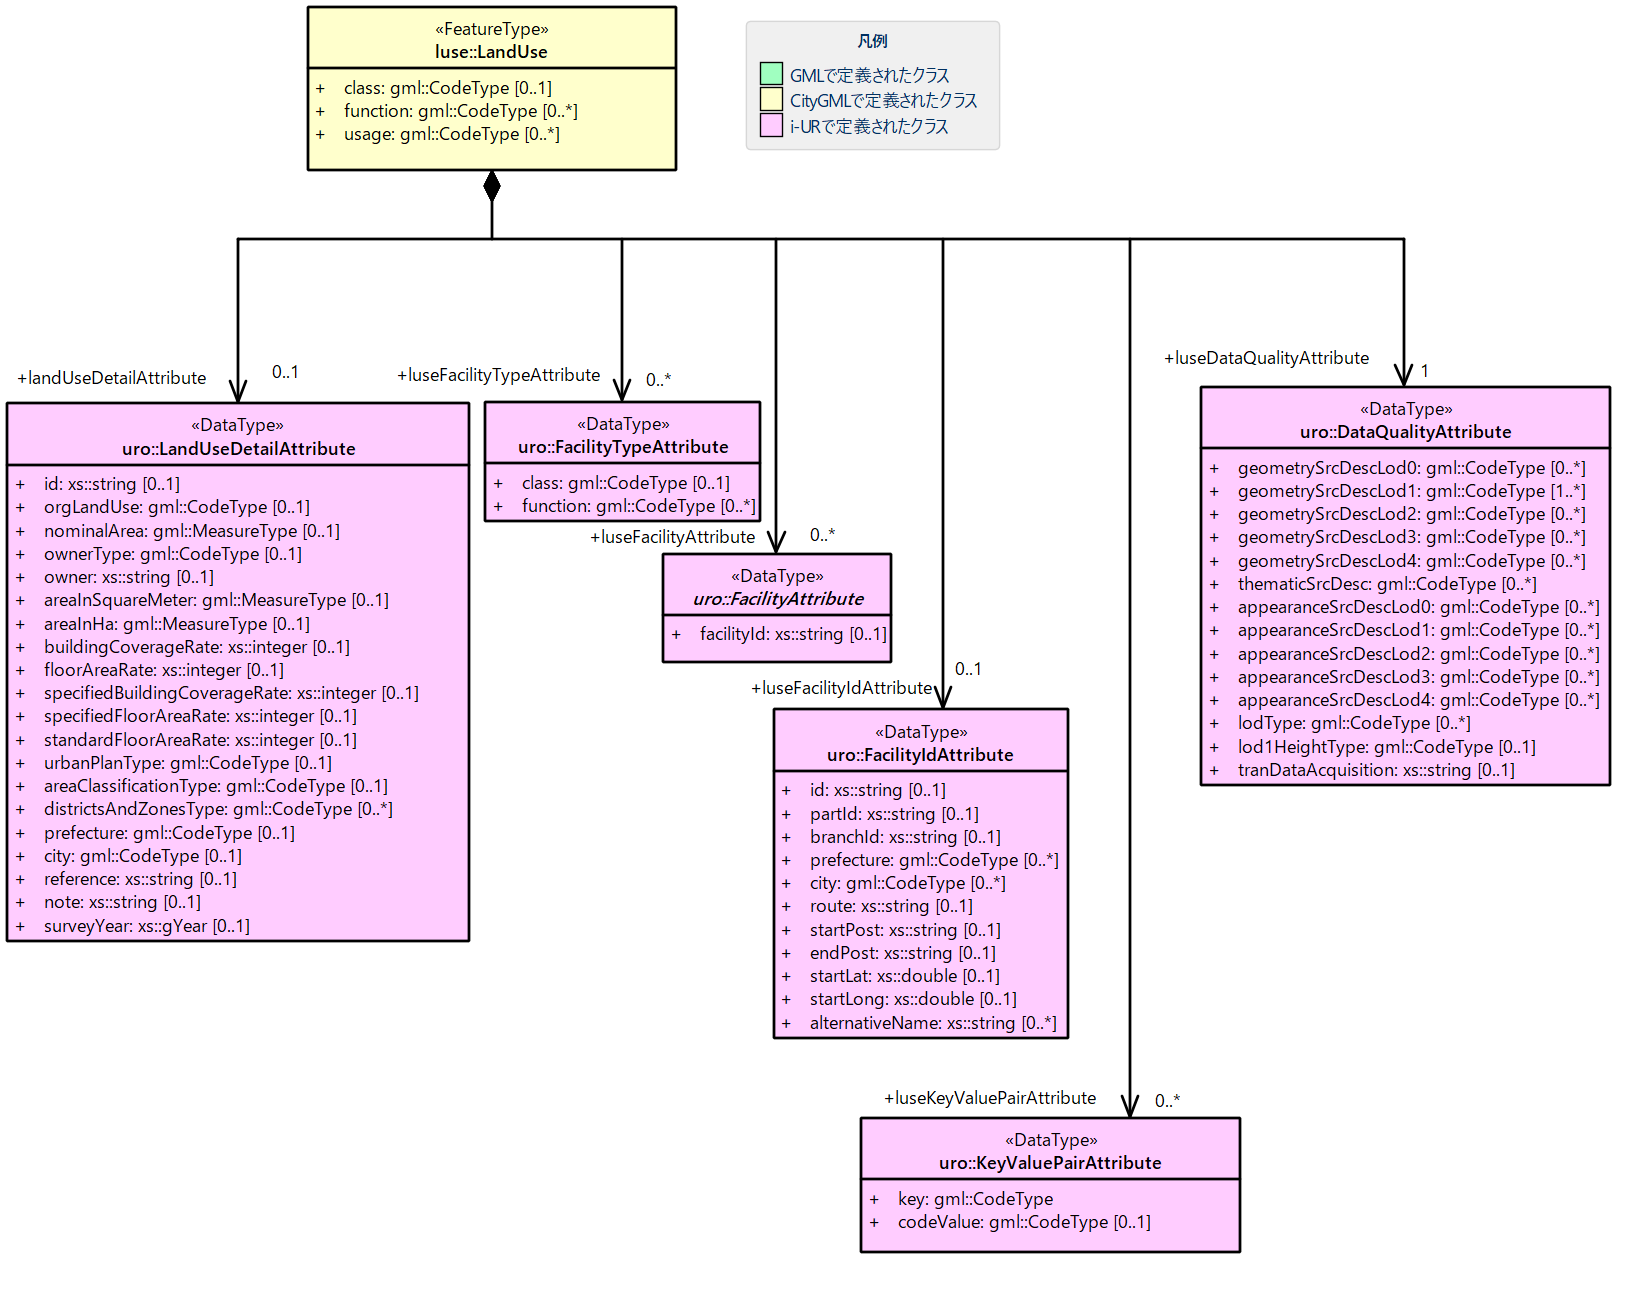 «FeatureType»
luse::LandUse
+ class: gml::CodeType [0..1]
+ function: gml::CodeType [0..*]
+ usage: gml::CodeType [0..*]
凡例
GMLで定義されたクラス
CityGMLで定義されたクラス
i-URで定義されたクラス
+landUseDetailAttribute
0..1
«DataType»
uro::LandUseDetailAttribute
+ id: xs::string [0..1]
+ orgLandUse: gml::CodeType [0..1]
+ nominalArea: gml::MeasureType [0..1]
+ ownerType: gml::CodeType [0..1]
+ owner: xs::string [0..1]
+ areaInSquareMeter: gml::MeasureType [0..1]
+ areaInHa: gml::MeasureType [0..1]
+ buildingCoverageRate: xs::integer [0..1]
+ floorAreaRate: xs::integer [0..1]
+ specifiedBuildingCoverageRate: xs::integer [0..1]
+ specifiedFloorAreaRate: xs::integer [0..1]
+ standardFloorAreaRate: xs::integer [0..1]
+ urbanPlanType: gml::CodeType [0..1]
+ areaClassificationType: gml::CodeType [0..1]
+ districtsAndZonesType: gml::CodeType [0..*]
+ prefecture: gml::CodeType [0..1]
+ city: gml::CodeType [0..1]
+ reference: xs::string [0..1]
+ note: xs::string [0..1]
+ surveyYear: xs::gYear [0..1]
+luseFacilityTypeAttribute
0..*
«DataType»
uro::FacilityTypeAttribute
+ class: gml::CodeType [0..1]
+ function: gml::CodeType [0..*]
+luseFacilityAttribute
0..*
«DataType»
uro::FacilityAttribute
+ facilityId: xs::string [0..1]
+luseFacilityIdAttribute
0..1
«DataType»
uro::FacilityIdAttribute
+ id: xs::string [0..1]
+ partId: xs::string [0..1]
+ branchId: xs::string [0..1]
+ prefecture: gml::CodeType [0..*]
+ city: gml::CodeType [0..*]
+ route: xs::string [0..1]
+ startPost: xs::string [0..1]
+ endPost: xs::string [0..1]
+ startLat: xs::double [0..1]
+ startLong: xs::double [0..1]
+ alternativeName: xs::string [0..*]
+luseKeyValuePairAttribute
0..*
«DataType»
uro::KeyValuePairAttribute
+ key: gml::CodeType
+ codeValue: gml::CodeType [0..1]
+luseDataQualityAttribute
1
«DataType»
uro::DataQualityAttribute
+ geometrySrcDescLod0: gml::CodeType [0..*]
+ geometrySrcDescLod1: gml::CodeType [1..*]
+ geometrySrcDescLod2: gml::CodeType [0..*]
+ geometrySrcDescLod3: gml::CodeType [0..*]
+ geometrySrcDescLod4: gml::CodeType [0..*]
+ thematicSrcDesc: gml::CodeType [0..*]
+ appearanceSrcDescLod0: gml::CodeType [0..*]
+ appearanceSrcDescLod1: gml::CodeType [0..*]
+ appearanceSrcDescLod2: gml::CodeType [0..*]
+ appearanceSrcDescLod3: gml::CodeType [0..*]
+ appearanceSrcDescLod4: gml::CodeType [0..*]
+ lodType: gml::CodeType [0..*]
+ lod1HeightType: gml::CodeType [0..1]
+ tranDataAcquisition: xs::string [0..1]